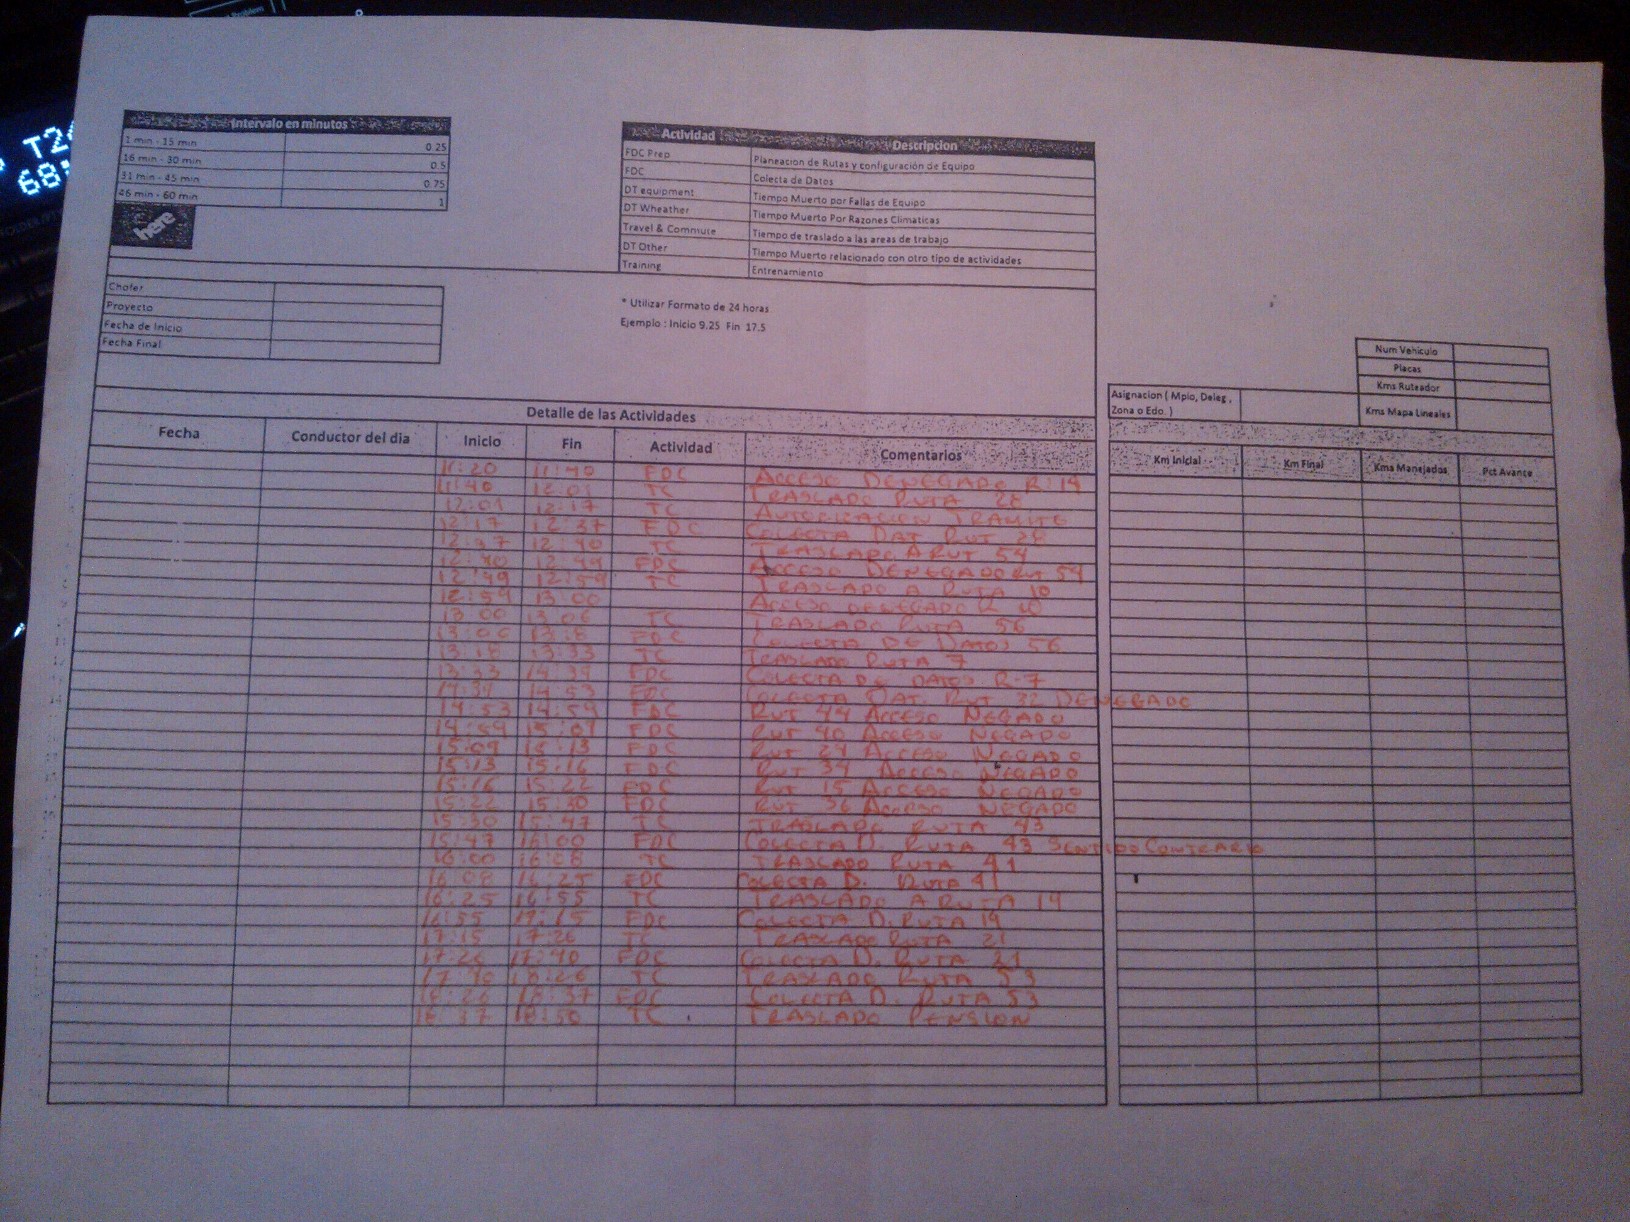 T2
68
Intervalo en minutos
1 min - 15 min 0.25
16 min - 30 min 0.5
31 min - 45 min 0.75
46 min - 60 min 1
here
Actividad Descripcion
FDC Prep Planeacion de Rutas y configuración de Equipo
FDC Colecta de Datos
DT equipment Tiempo Muerto por Fallas de Equipo
DT Wheather Tiempo Muerto Por Razones Climaticas
Travel & Commute Tiempo de traslado a las areas de trabajo
DT Other Tiempo Muerto relacionado con otro tipo de actividades
Training Entrenamiento
Chofer
Proyecto
Fecha de Inicio
Fecha Final
* Utilizar Formato de 24 horas
Ejemplo : Inicio 9.25 Fin 17.5
Num Vehiculo
Placas
Kms Ruteador
Kms Mapa Lineales
Asignacion ( Mpio, Deleg ,
Zona o Edo. )
Detalle de las Actividades
Fecha Conductor del dia Inicio Fin Actividad Comentarios Km Inicial Km Final Kms Manejados Pct Avance
11:20 11:40 FDC ACCESO DENEGADO R:14
11:40 12:01 TC TRASLADO RUTA 28
12:01 12:17 TC AUTORIZACION TRAMITE
12:17 12:37 FDC COLECTA DAT RUT 28
12:37 12:40 TC TRASLADO A RUT 54
12:40 12:49 FDC ACCESO DENEGADO RUT 54
12:49 12:59 TC TRASLADO A RUTA 10
12:59 13:00 ACCESO DENEGADO R 10
13 00 13 06 TC TRASLADO RUTA 56
13:06 13:18 FDC COLECTA DE DATOS 56
13:18 13:33 TC TRASLADO RUTA 7
13:33 14:34 FDC COLECTA DE DATOS R-7
14:34 14:53 FDC COLECTA DAT. RUT 32 DENEGADO
14:53 14:59 FDC RUT 44 ACCESO NEGADO
14:59 15:09 FDC RUT 40 ACCESO NEGADO
15:09 15:13 FDC RUT 24 ACCESO NEGADO
15:13 15:16 FDC RUT 34 ACCESO NEGADO
15:16 15:22 FDC RUT 15 ACCESO NEGADO
15:22 15:30 FDC RUT 36 ACCESO NEGADO
15:30 15:47 TC TRASLADO RUTA 43
15:47 16:00 FDC COLECTA D. RUTA 43 SENTIDO CONTRARIO
16:00 16:08 TC TRASLADO RUTA 41
16:08 16:25 FDC COLECTA D. RUTA 41
16:25 16:55 TC TRASLADO A RUTA 19
16:55 17:15 FDC COLECTA D. RUTA 19
17:15 17:26 TC TRASLADO RUTA 21
17:26 17:40 FDC COLECTA D. RUTA 21
17:40 18:26 TC TRASLADO RUTA 53
18:26 18:37 FDC COLECTA D. RUTA 53
18:37 18:50 TC TRASLADO PENSION